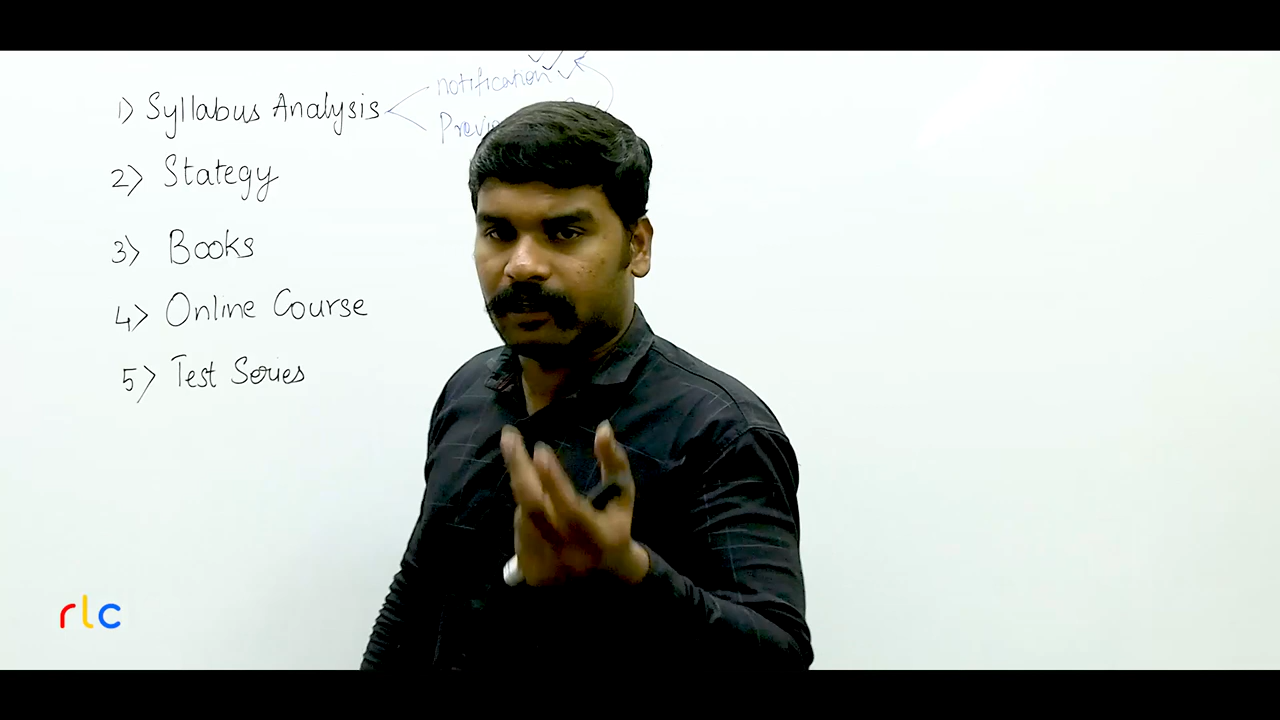 notification
1) Syllabus Analysis
2) Stategy
3) Books
4) Online Course
5) Test Series
rlc